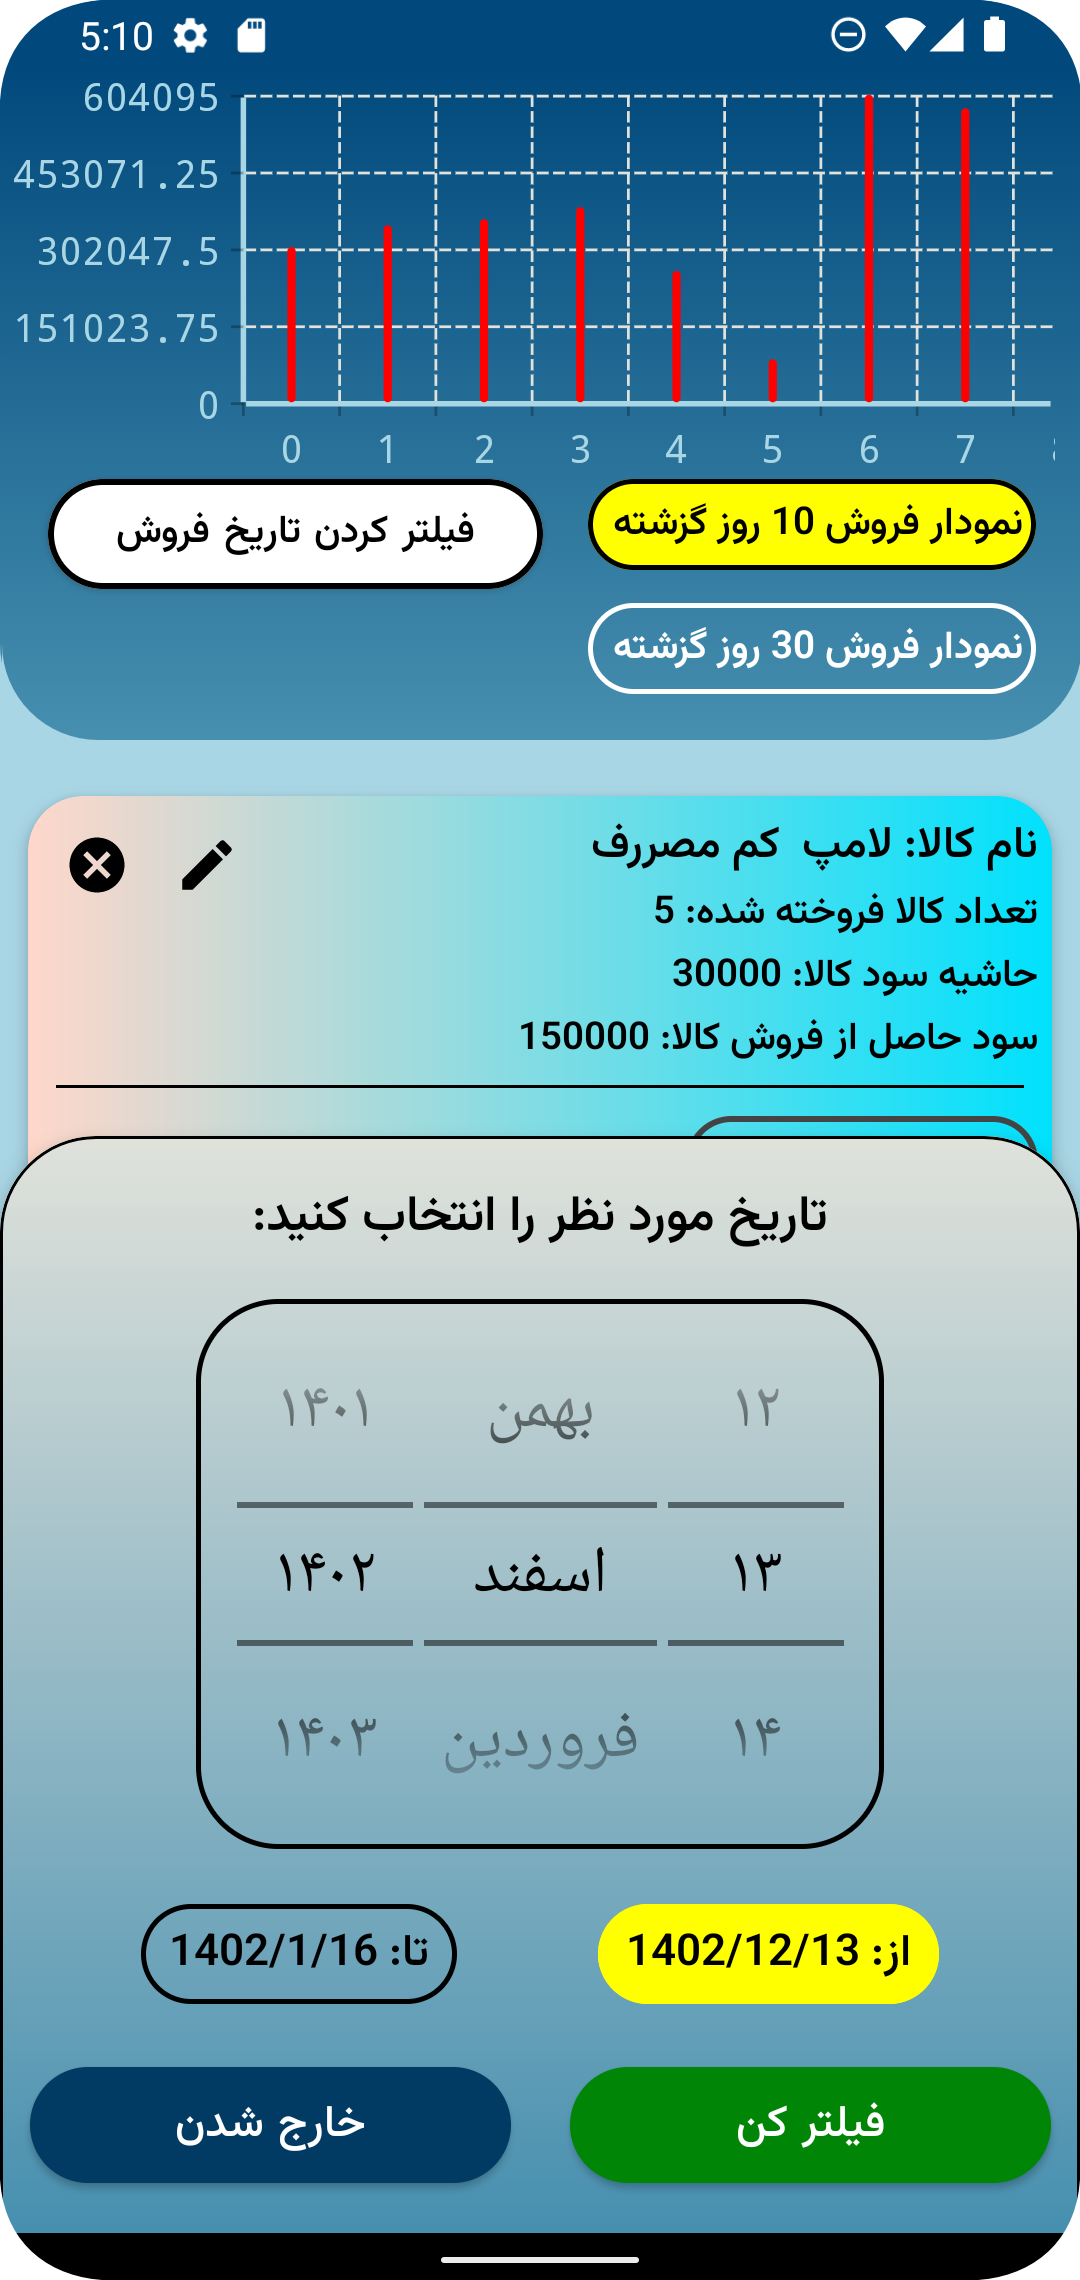 5:10
604095
453071.25
302047.5
151023.75
0
0 1 2 3 4 5 6 7
نمودار فروش 10 روز گزشته
فیلتر کردن تاریخ فروش
نمودار فروش 30 روز گزشته
نام کالا: لامپ کم مصررف
تعداد کالا فروخته شده: 5
حاشیه سود کالا: 30000
سود حاصل از فروش کالا: 150000
تاریخ مورد نظر را انتخاب کنید:
۱۲ بهمن ۱۴۰۱
۱۳ اسفند ۱۴۰۲
۱۴ فروردین ۱۴۰۳
از: 1402/12/13
تا: 1402/1/16
فیلتر کن
خارج شدن